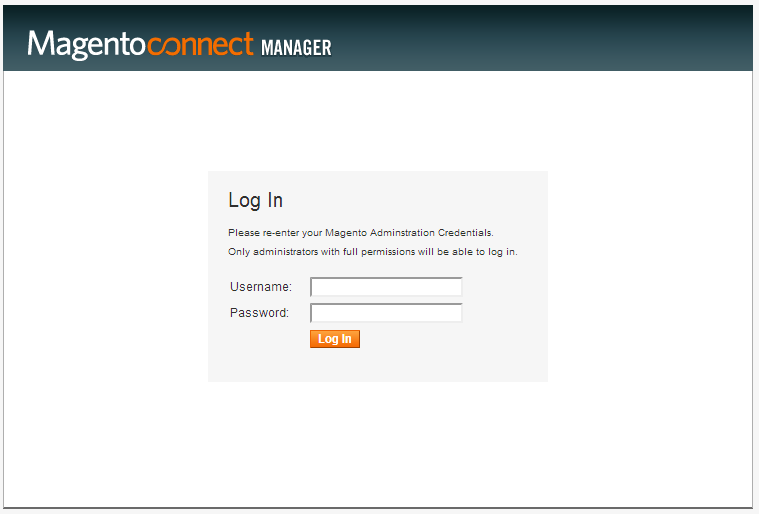 Magentoconnect MANAGER
Log In
Please re-enter your Magento Adminstration Credentials.
Only administrators with full permissions will be able to log in.
Username:
Password:
Log In